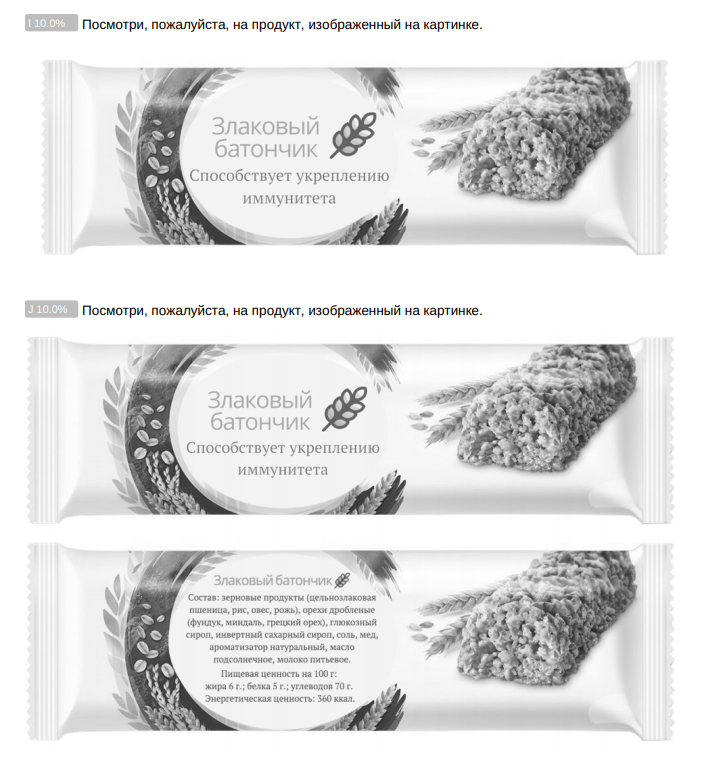 I 10.0% Посмотри, пожалуйста, на продукт, изображенный на картинке.
Злаковый
батончик
Способствует укреплению
иммунитета
J 10.0% Посмотри, пожалуйста, на продукт, изображенный на картинке.
Злаковый
батончик
Способствует укреплению
иммунитета
Злаковый батончик
Состав: зерновые продукты (цельнозлаковая
пшеница, рис, овес, рожь), орехи дробленые
(фундук, миндаль, грецкий орех), глюкозный
сироп, инвертный сахарный сироп, соль, мед,
ароматизатор натуральный, масло
подсолнечное, молоко питьевое.
Пищевая ценность на 100 г:
жира 6 г.; белка 5 г.; углеводов 70 г.
Энергетическая ценность: 360 ккал.